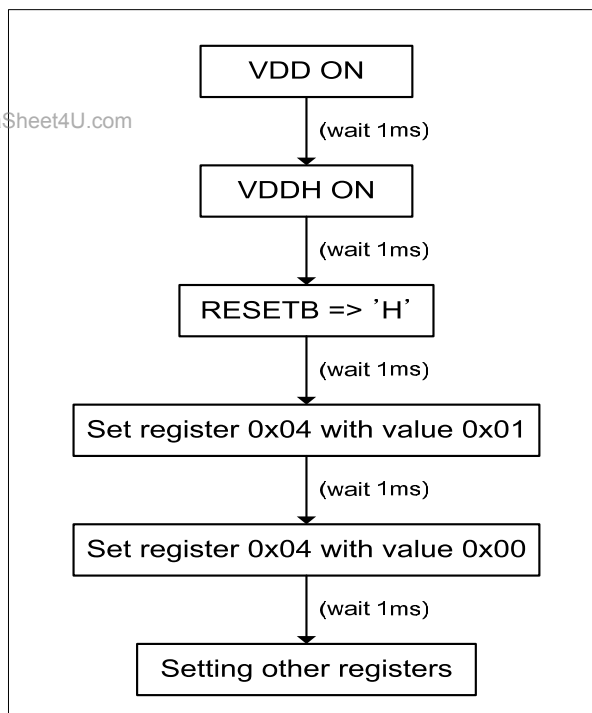 VDD ON
Sheet4U.com
(wait 1ms)
VDDH ON
(wait 1ms)
RESETB => 'H'
(wait 1ms)
Set register 0x04 with value 0x01
(wait 1ms)
Set register 0x04 with value 0x00
(wait 1ms)
Setting other registers